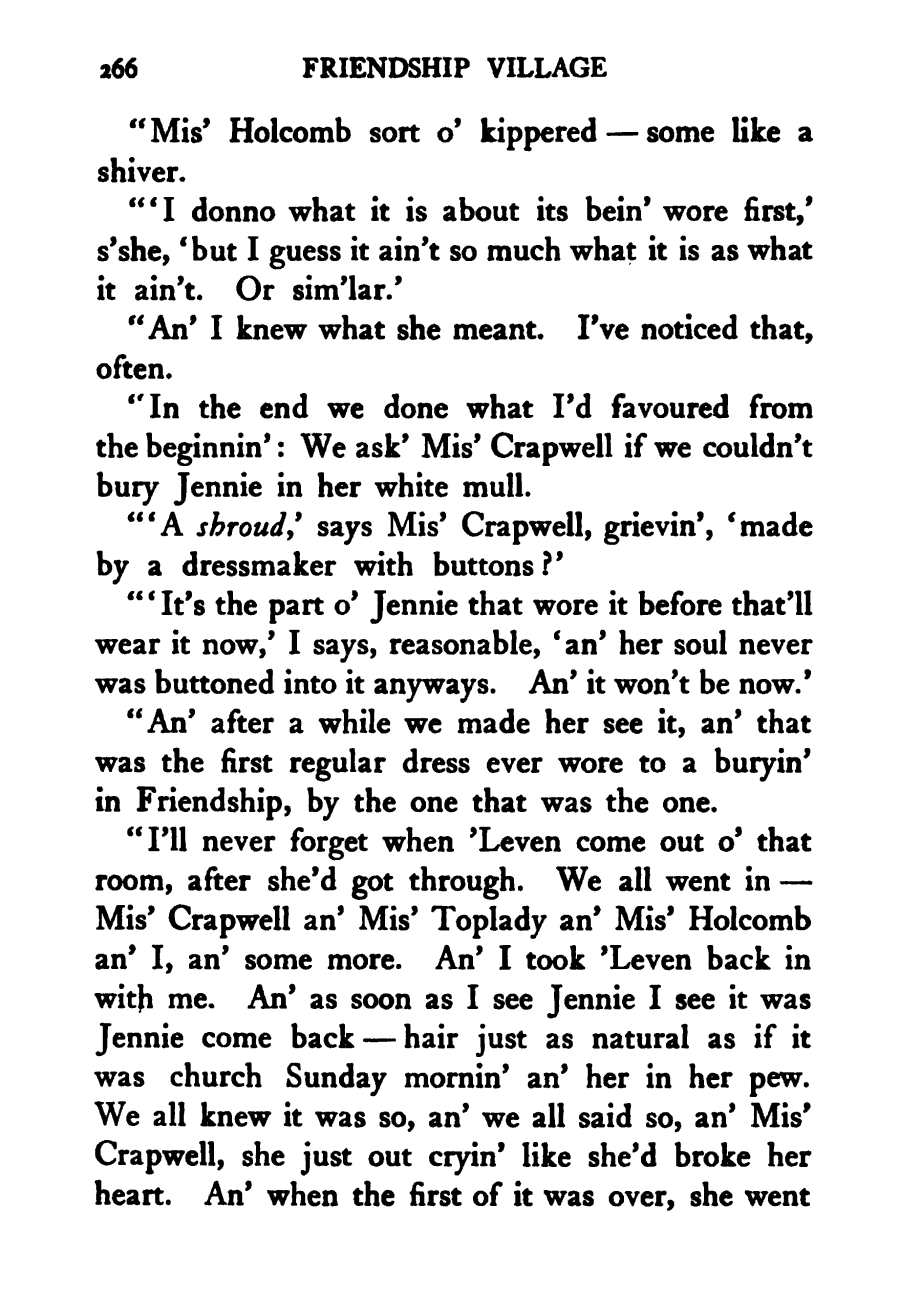 266 FRIENDSHIP VILLAGE
“Mis’ Holcomb sort o’ kippered — some like a
shiver.
“‘I donno what it is about its bein’ wore first,’
s’she, ‘but I guess it ain’t so much what it is as what
it ain’t. Or sim’lar.’
“An’ I knew what she meant. I’ve noticed that,
often.
“In the end we done what I’d favoured from
the beginnin’: We ask’ Mis’ Crapwell if we couldn’t
bury Jennie in her white mull.
“‘A shroud,’ says Mis’ Crapwell, grievin’, ‘made
by a dressmaker with buttons?’
“‘It’s the part o’ Jennie that wore it before that’ll
wear it now,’ I says, reasonable, ‘an’ her soul never
was buttoned into it anyways. An’ it won’t be now.’
“An’ after a while we made her see it, an’ that
was the first regular dress ever wore to a buryin’
in Friendship, by the one that was the one.
“I’ll never forget when ’Leven come out o’ that
room, after she’d got through. We all went in —
Mis’ Crapwell an’ Mis’ Toplady an’ Mis’ Holcomb
an’ I, an’ some more. An’ I took ’Leven back in
with me. An’ as soon as I see Jennie I see it was
Jennie come back — hair just as natural as if it
was church Sunday mornin’ an’ her in her pew.
We all knew it was so, an’ we all said so, an’ Mis’
Crapwell, she just out cryin’ like she’d broke her
heart. An’ when the first of it was over, she went